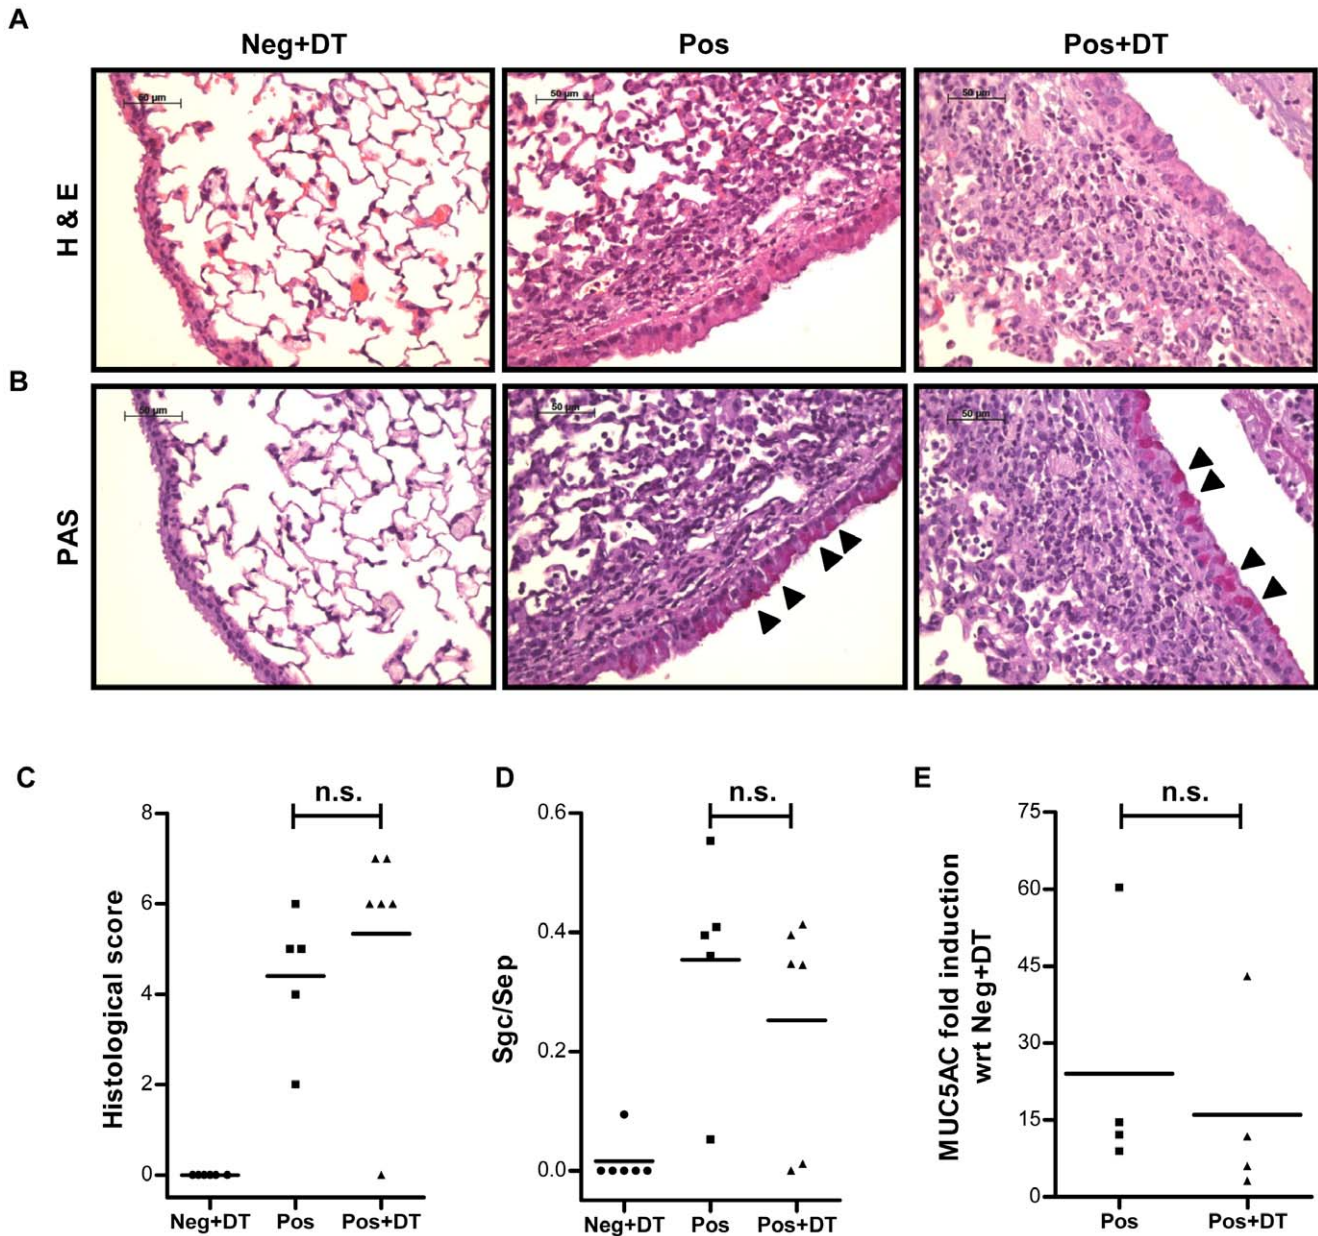 A
Neg+DT
Pos
Pos+DT
H & E
50 µm
50 µm
50 µm
B
PAS
50 µm
50 µm
50 µm
C
n.s.
Histological score
8
6
4
2
0
Neg+DT
Pos
Pos+DT
D
n.s.
Sgc/Sep
0.6
0.4
0.2
0.0
Neg+DT
Pos
Pos+DT
E
n.s.
MUC5AC fold induction
wrt Neg+DT
75
60
45
30
15
0
Pos
Pos+DT